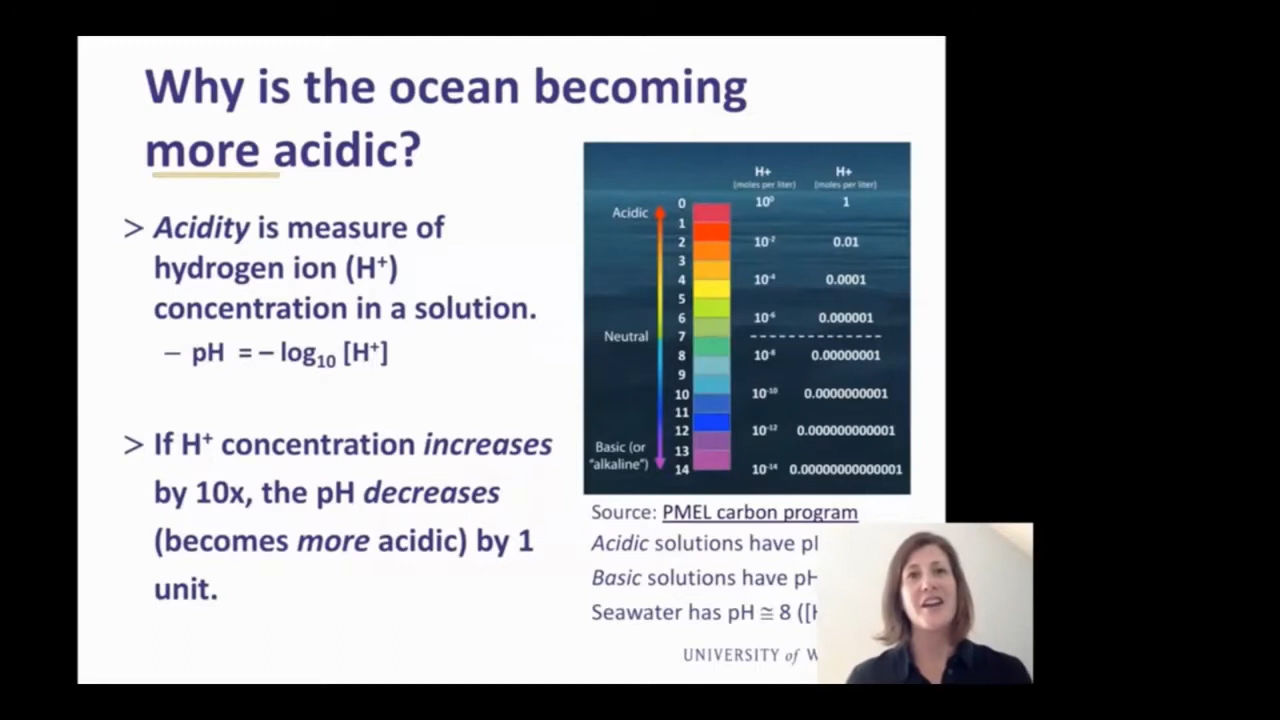 Why is the ocean becoming
more acidic?
> Acidity is measure of
hydrogen ion (H⁺)
concentration in a solution.
– pH = – log₁₀ [H⁺]
> If H⁺ concentration increases
by 10x, the pH decreases
(becomes more acidic) by 1
unit.
H+ H+
(moles per liter) (moles per liter)
Acidic 0 10⁰ 1
1
2 10⁻² 0.01
3
4 10⁻⁴ 0.0001
5
6 10⁻⁶ 0.000001
Neutral 7
8 10⁻⁸ 0.00000001
9
10 10⁻¹⁰ 0.0000000001
11
12 10⁻¹² 0.000000000001
Basic (or 13
"alkaline") 14 10⁻¹⁴ 0.00000000000001
Source: PMEL carbon program
Acidic solutions have
Basic solutions have pH
Seawater has pH ≅ 8 ([H
UNIVERSITY of W